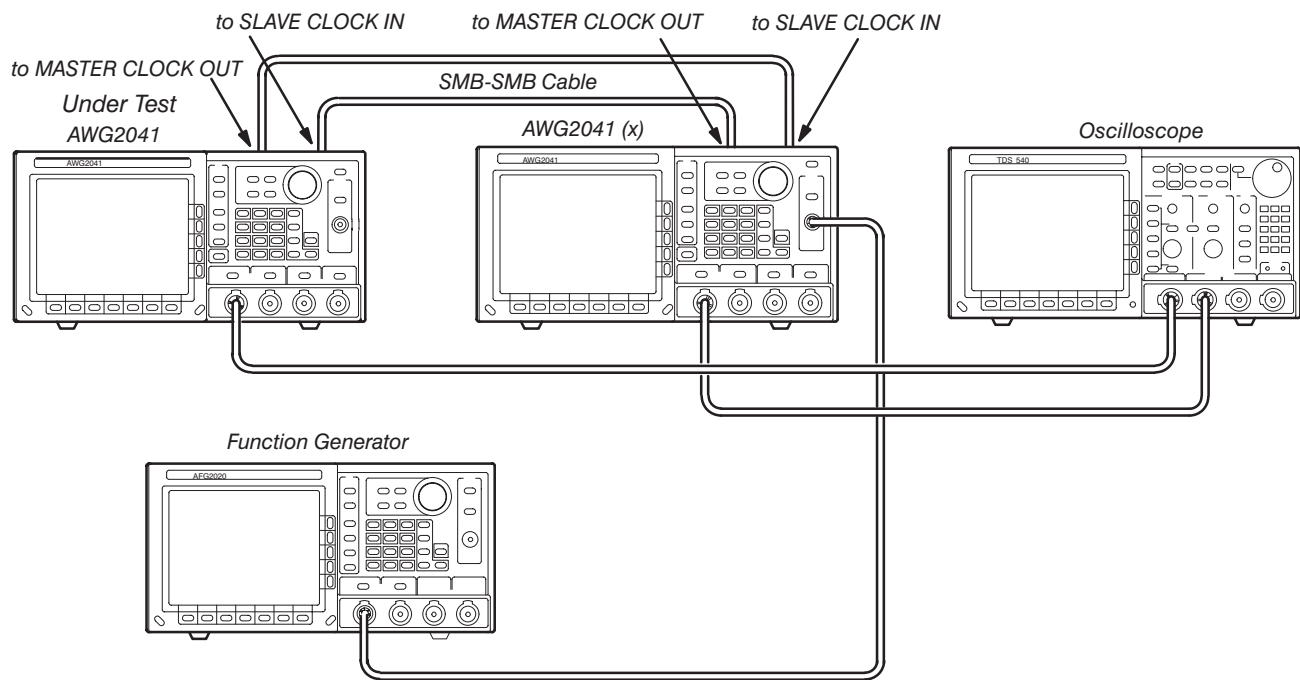 to SLAVE CLOCK IN
to MASTER CLOCK OUT
to SLAVE CLOCK IN
to MASTER CLOCK OUT
SMB-SMB Cable
Under Test
AWG2041
AWG2041 (x)
Oscilloscope
AWG2041
AWG2041
TDS 540
Function Generator
AFG2020